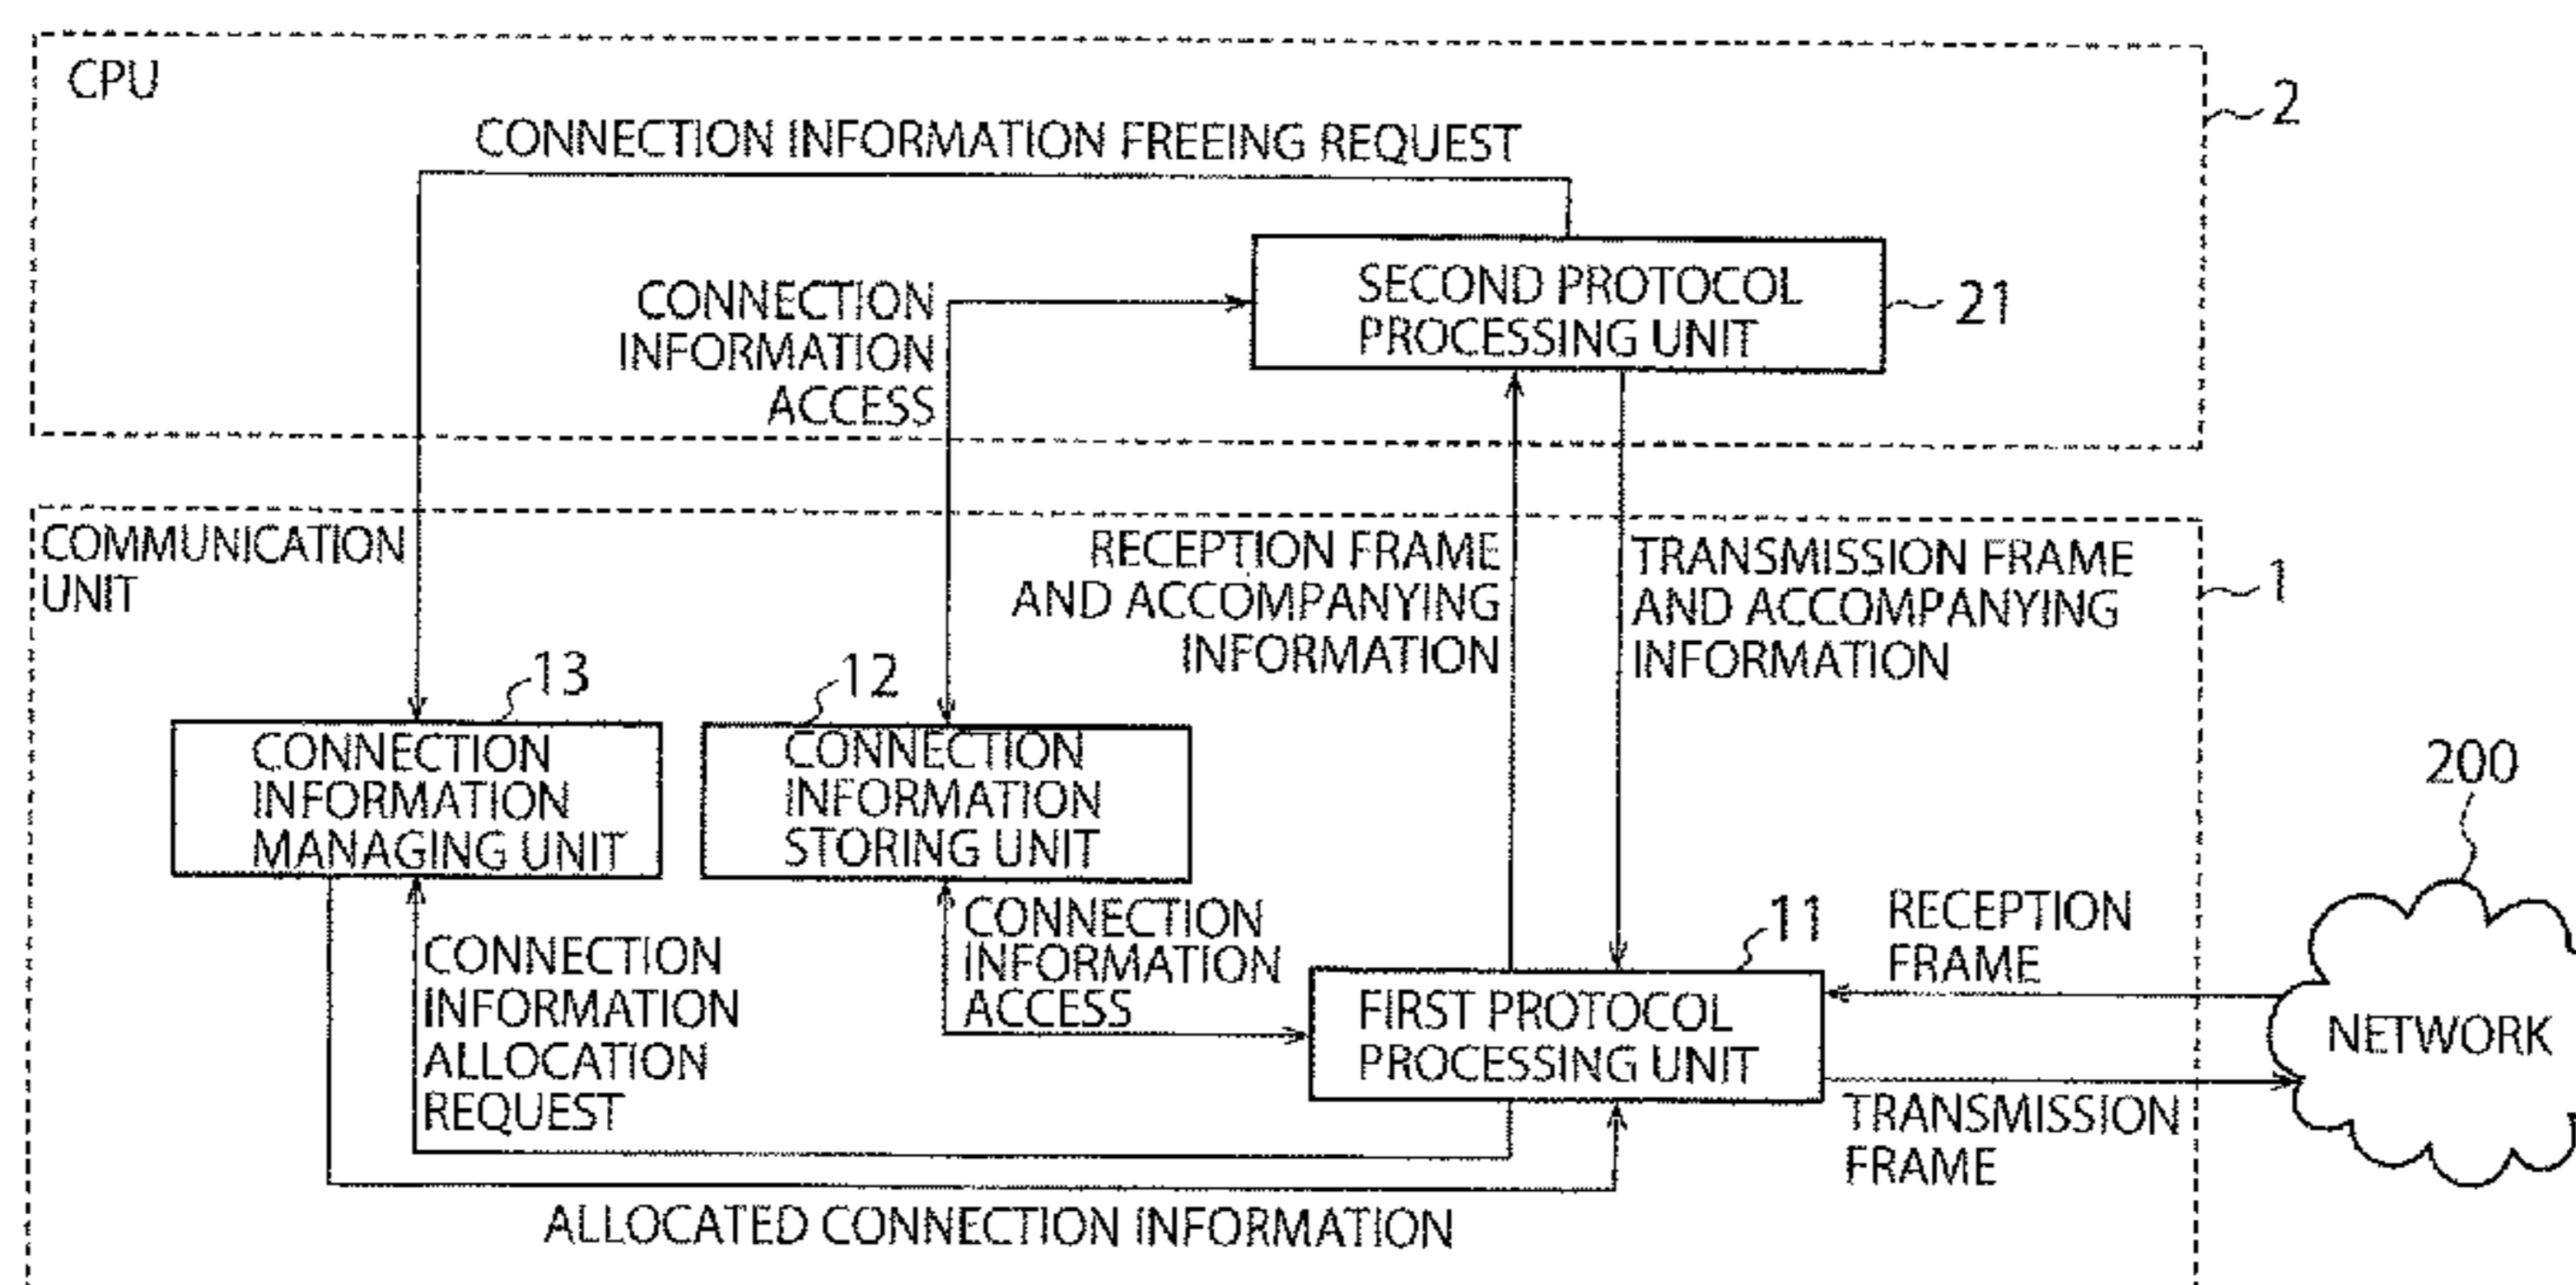 CPU
2
CONNECTION INFORMATION FREEING REQUEST
CONNECTION
INFORMATION
ACCESS
SECOND PROTOCOL
PROCESSING UNIT
21
COMMUNICATION
UNIT
RECEPTION FRAME
AND ACCOMPANYING
INFORMATION
TRANSMISSION FRAME
AND ACCOMPANYING
INFORMATION
1
13
CONNECTION
INFORMATION
MANAGING UNIT
12
CONNECTION
INFORMATION
STORING UNIT
200
NETWORK
CONNECTION
INFORMATION
ALLOCATION
REQUEST
CONNECTION
INFORMATION
ACCESS
11
FIRST PROTOCOL
PROCESSING UNIT
RECEPTION
FRAME
TRANSMISSION
FRAME
ALLOCATED CONNECTION INFORMATION